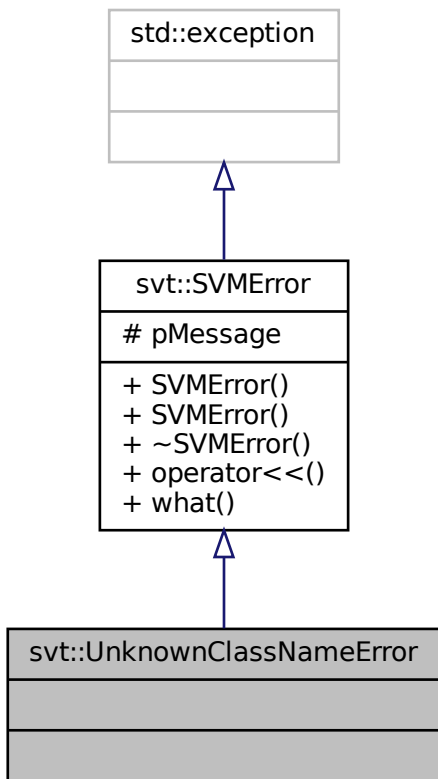 std::exception
svt::SVMError
# pMessage
+ SVMError()
+ SVMError()
+ ~SVMError()
+ operator<<()
+ what()
svt::UnknownClassNameError